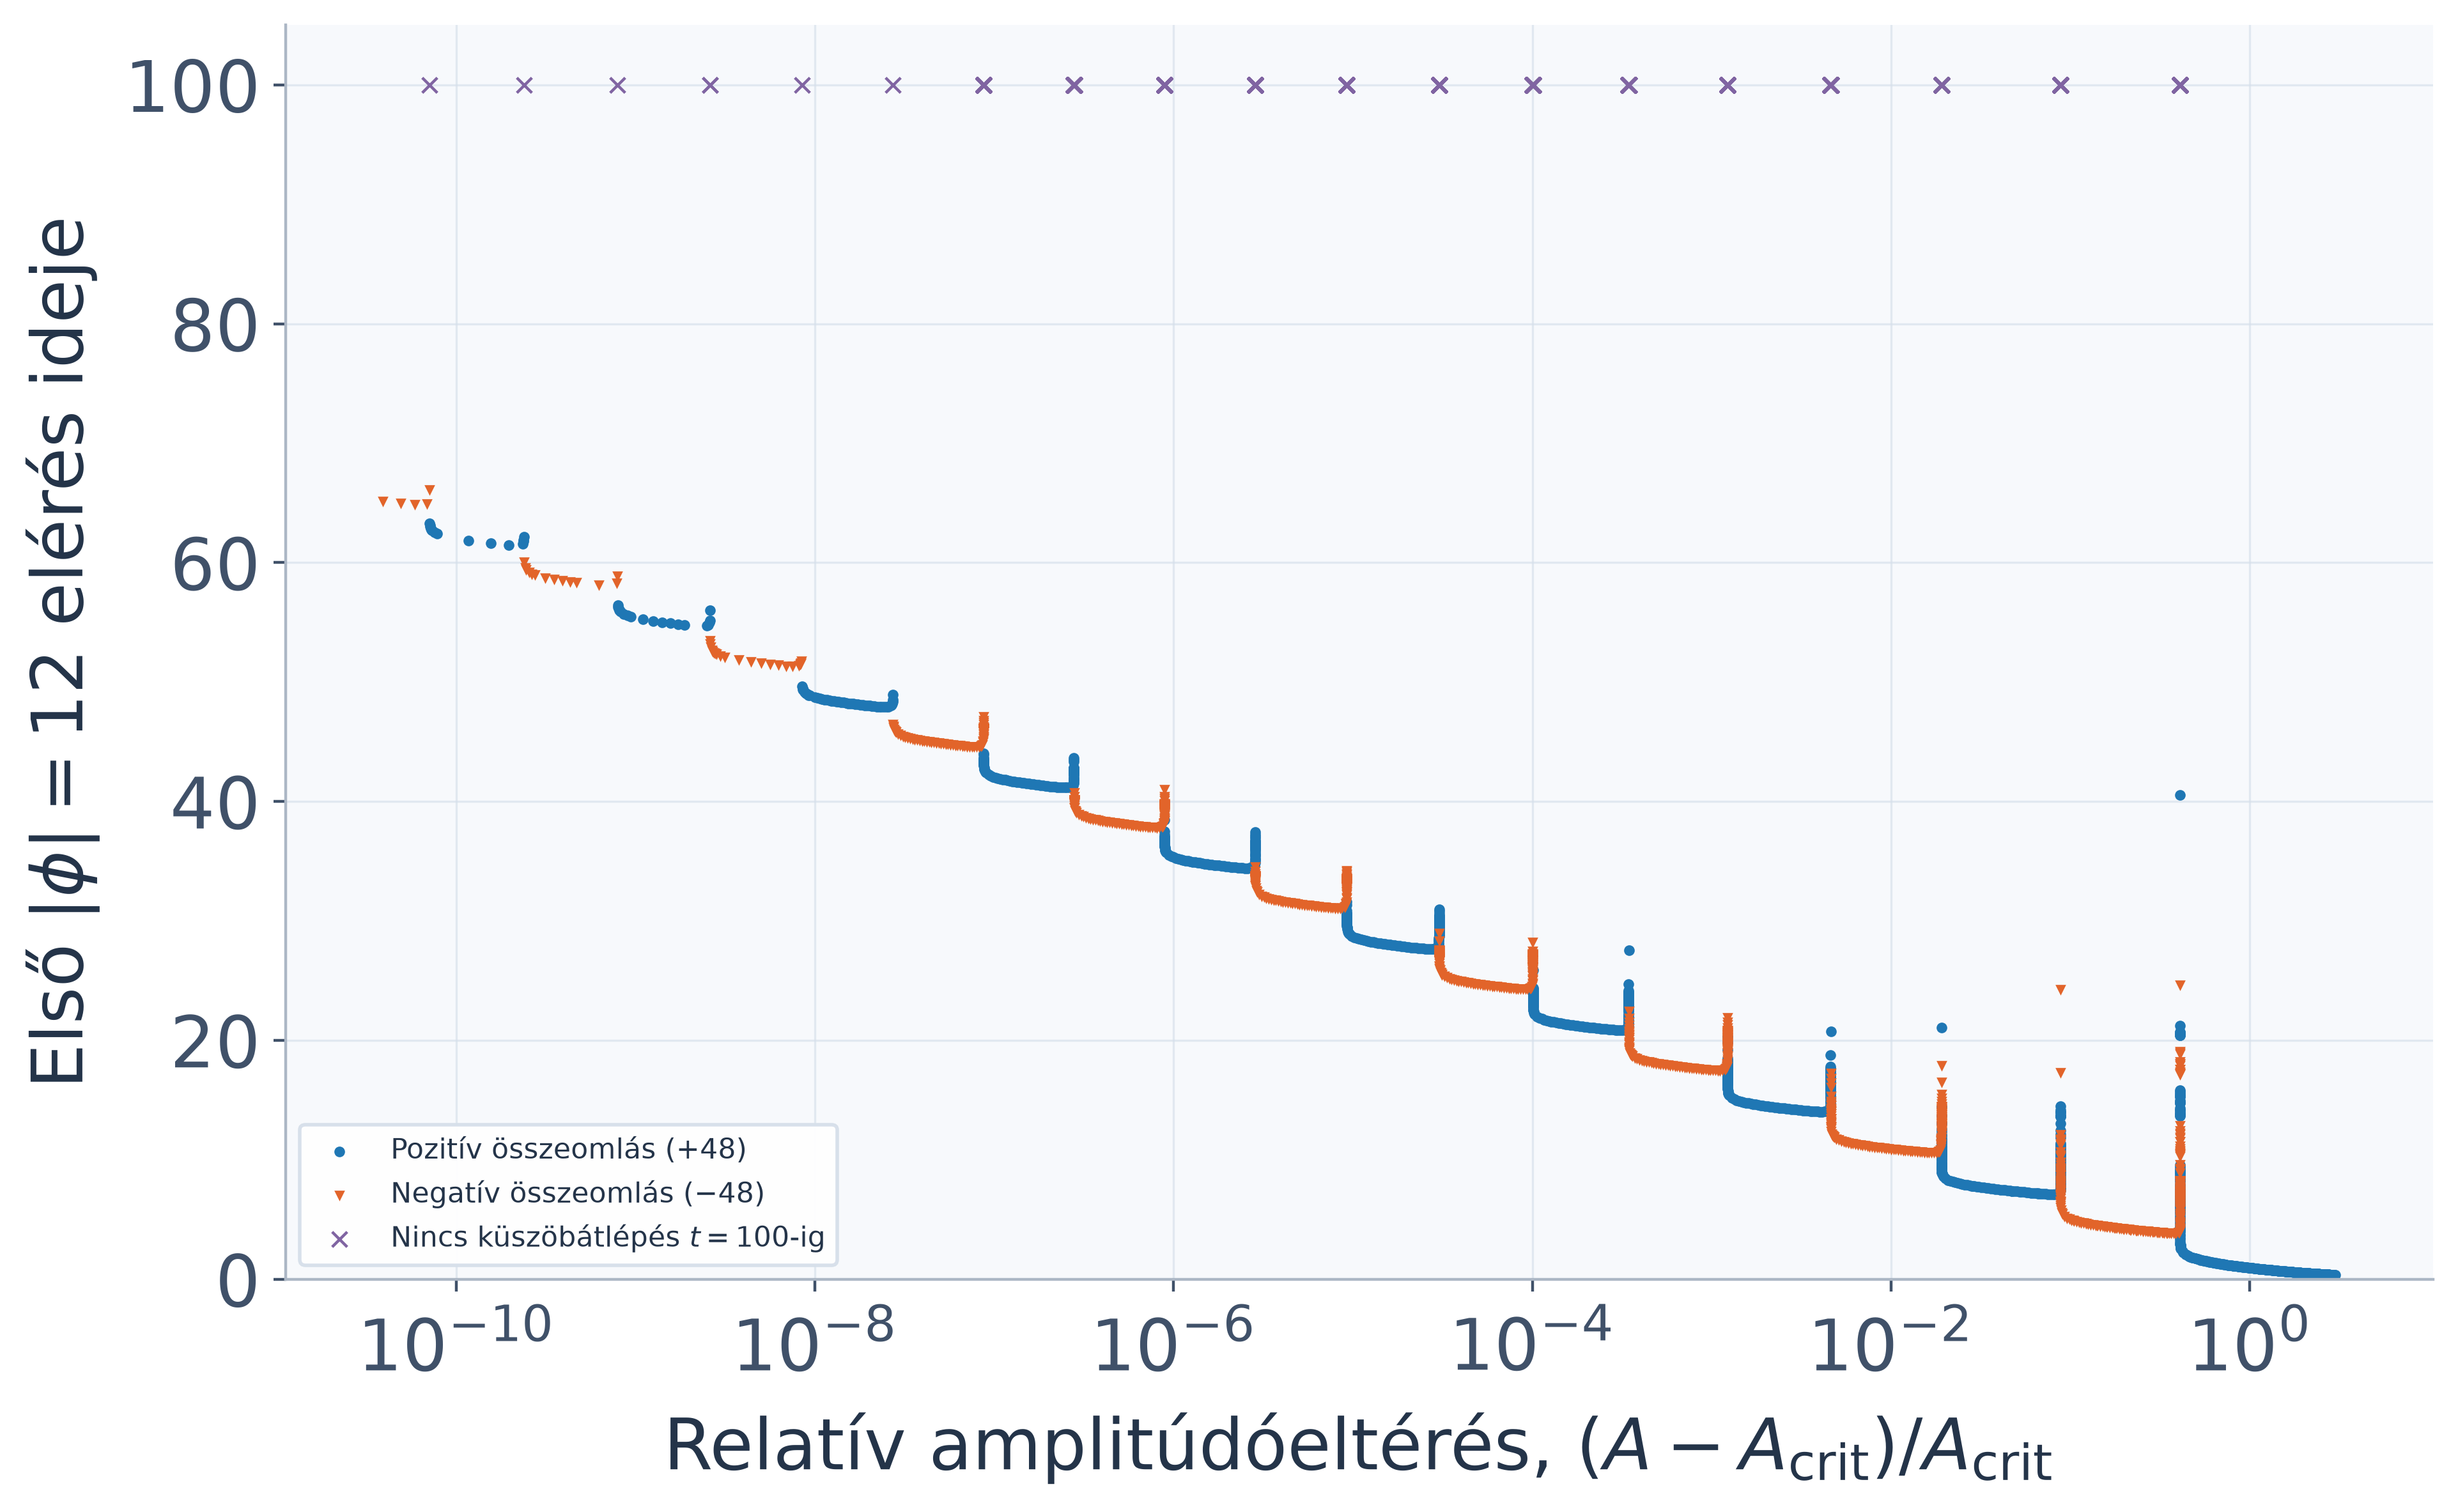 Első |ϕ| = 12 elérés ideje
100
80
60
40
20
0
Pozitív összeomlás (+48)
Negatív összeomlás (−48)
Nincs küszöbátlépés t = 100-ig
10⁻¹⁰ 10⁻⁸ 10⁻⁶ 10⁻⁴ 10⁻² 10⁰
Relatív amplitúdóeltérés, (A − A_crit)/A_crit